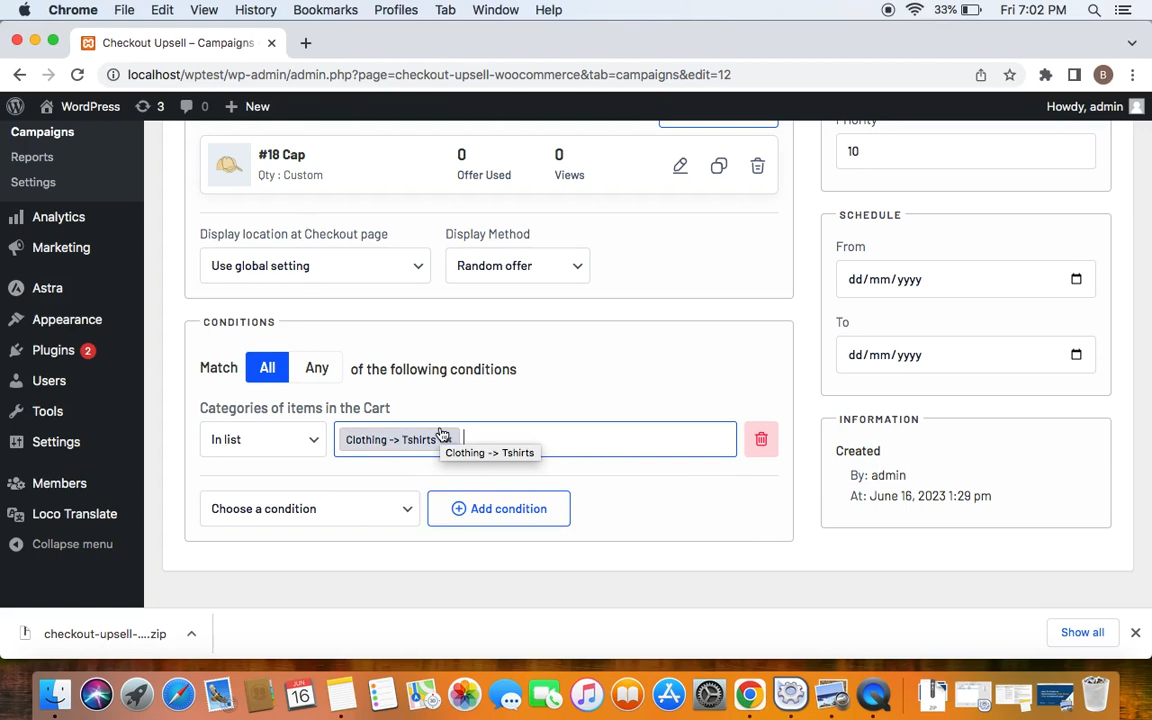 Chrome File Edit View History Bookmarks Profiles Tab Window Help 33% Fri 7:02 PM
Checkout Upsell – Campaigns
localhost/wptest/wp-admin/admin.php?page=checkout-upsell-woocommerce&tab=campaigns&edit=12 B
WordPress 3 0 New Howdy, admin
Campaigns
Reports
Settings
Analytics
Marketing
Astra
Appearance
Plugins 2
Users
Tools
Settings
Members
Loco Translate
Collapse menu
#18 Cap
Qty : Custom
0
Offer Used
0
Views
Display location at Checkout page
Use global setting
Display Method
Random offer
CONDITIONS
Match All Any of the following conditions
Categories of items in the Cart
In list
Clothing -> Tshirts
Clothing -> Tshirts
Choose a condition
Add condition
Priority
10
SCHEDULE
From
dd/mm/yyyy
To
dd/mm/yyyy
INFORMATION
Created
By: admin
At: June 16, 2023 1:29 pm
checkout-upsell-....zip
Show all
JUN
16
ZIP